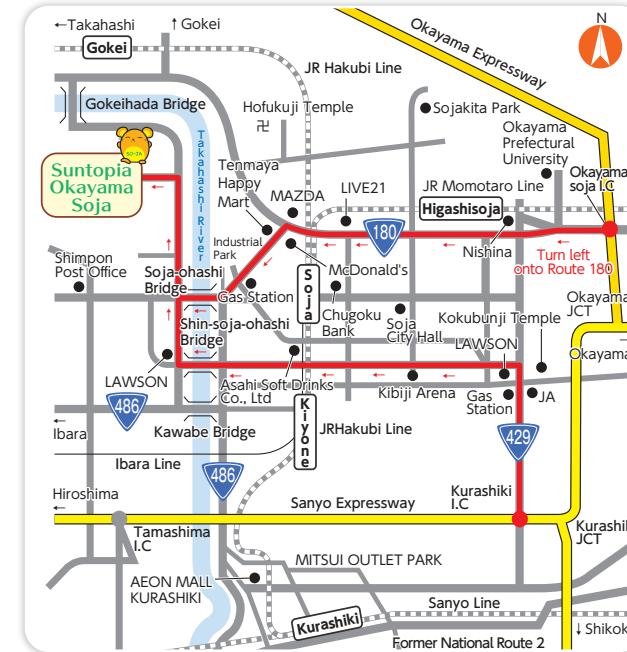 ←Takahashi
↑Gokei
N
Gokei
Okayama Expressway
JR Hakubi Line
Gokeihada Bridge
Hofukuji Temple
卍
Sojakita Park
Okayama
Prefectural
University
SO-JA
Suntopia
Okayama
Soja
Takahashi River
Tenmaya
Happy
Mart
MAZDA
LIVE21
JR Momotaro Line
Okayama
soja I.C
Higashisoja
180
Nishina
Turn left
onto Route 180
Industrial
Park
McDonald's
Shimpon
Post Office
Soja-ohashi
Bridge
Gas Station
Soja
Chugoku
Bank
Soja
City Hall
Kokubunji Temple
Okayama
JCT
Shin-soja-ohashi
Bridge
LAWSON
Okayama
LAWSON
Asahi Soft Drinks
Co., Ltd
Kibiji Arena
Gas
Station
JA
486
Kiyone
Kawabe Bridge
JRHakubi Line
429
Ibara
←
Ibara Line
486
Hiroshima
←
Sanyo Expressway
Kurashiki
I.C
Tamashima
I.C
JCT
MITSUI OUTLET PARK
AEON MALL
KURASHIKI
Sanyo Line
Kurashiki
↓Shikok
Former National Route 2